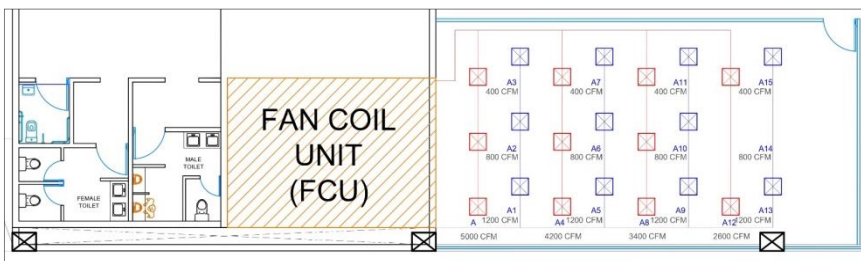 FAN COIL
UNIT
(FCU)
MALE
TOILET
FEMALE
TOILET
A3 A7 A11 A15
400 CFM 400 CFM 400 CFM 400 CFM
A2 A6 A10 A14
800 CFM 800 CFM 800 CFM 800 CFM
A A1 A4 A5 A8 A9 A12 A13
1200 CFM 1200 CFM 1200 CFM 1200 CFM
5000 CFM 4200 CFM 3400 CFM 2600 CFM